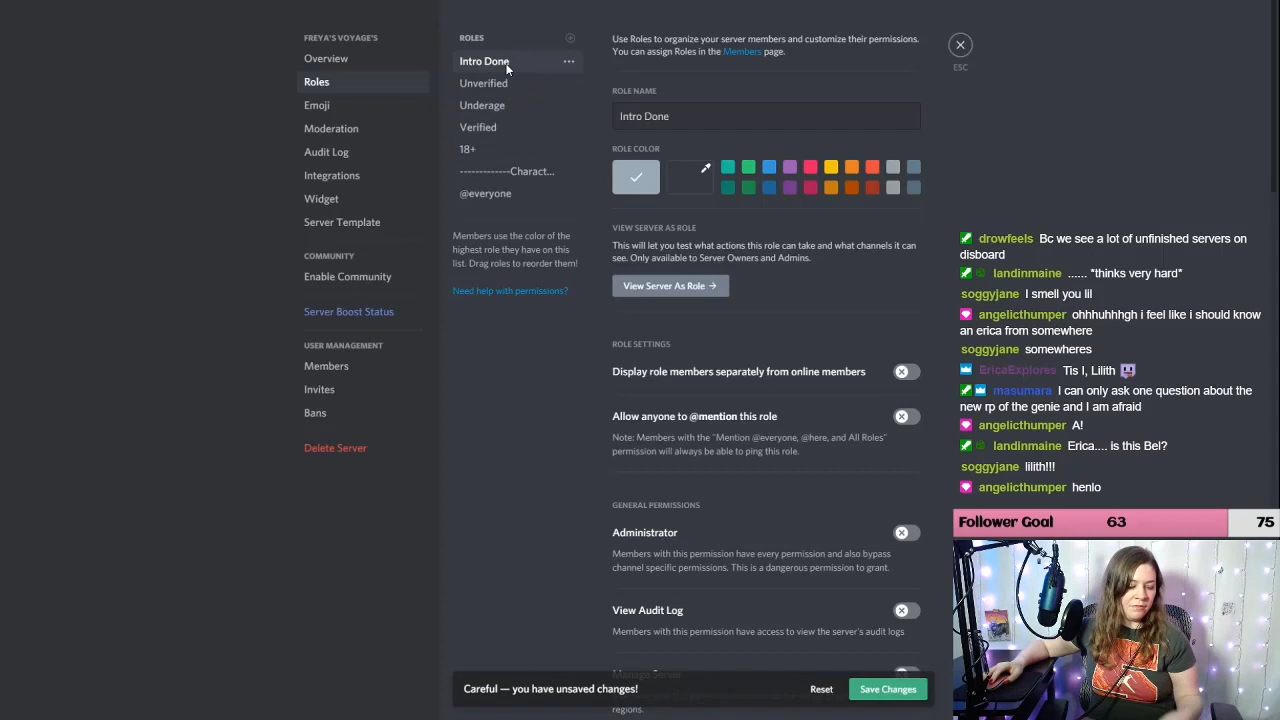 FREYA'S VOYAGE'S
Overview
Roles
Emoji
Moderation
Audit Log
Integrations
Widget
Server Template
COMMUNITY
Enable Community
Server Boost Status
USER MANAGEMENT
Members
Invites
Bans
Delete Server
ROLES
Intro Done
Unverified
Underage
Verified
18+
-------------Charact...
@everyone
Members use the color of the
highest role they have on this
list. Drag roles to reorder them!
Need help with permissions?
Use Roles to organize your server members and customize their permissions.
You can assign Roles in the Members page.
ROLE NAME
Intro Done
ROLE COLOR
VIEW SERVER AS ROLE
This will let you test what actions this role can take and what channels it can
see. Only available to Server Owners and Admins.
View Server As Role →
ROLE SETTINGS
Display role members separately from online members
Allow anyone to @mention this role
Note: Members with the "Mention @everyone, @here, and All Roles"
permission will always be able to ping this role.
GENERAL PERMISSIONS
Administrator
Members with this permission have every permission and also bypass
channel specific permissions. This is a dangerous permission to grant.
View Audit Log
Members with this permission have access to view the server's audit logs
Manage Server
regions.
Careful — you have unsaved changes!
Reset
Save Changes
ESC
drowfeels Bc we see a lot of unfinished servers on
disboard
landinmaine ...... *thinks very hard*
soggyjane I smell you lil
angelicthumper ohhhuhhhgh i feel like i should know
an erica from somewhere
soggyjane somewheres
EricaExplores Tis I, Lilith
masumara I can only ask one question about the
new rp of the genie and I am afraid
angelicthumper A!
landinmaine Erica.... is this Bel?
soggyjane lilith!!!
angelicthumper henlo
Follower Goal 63 75